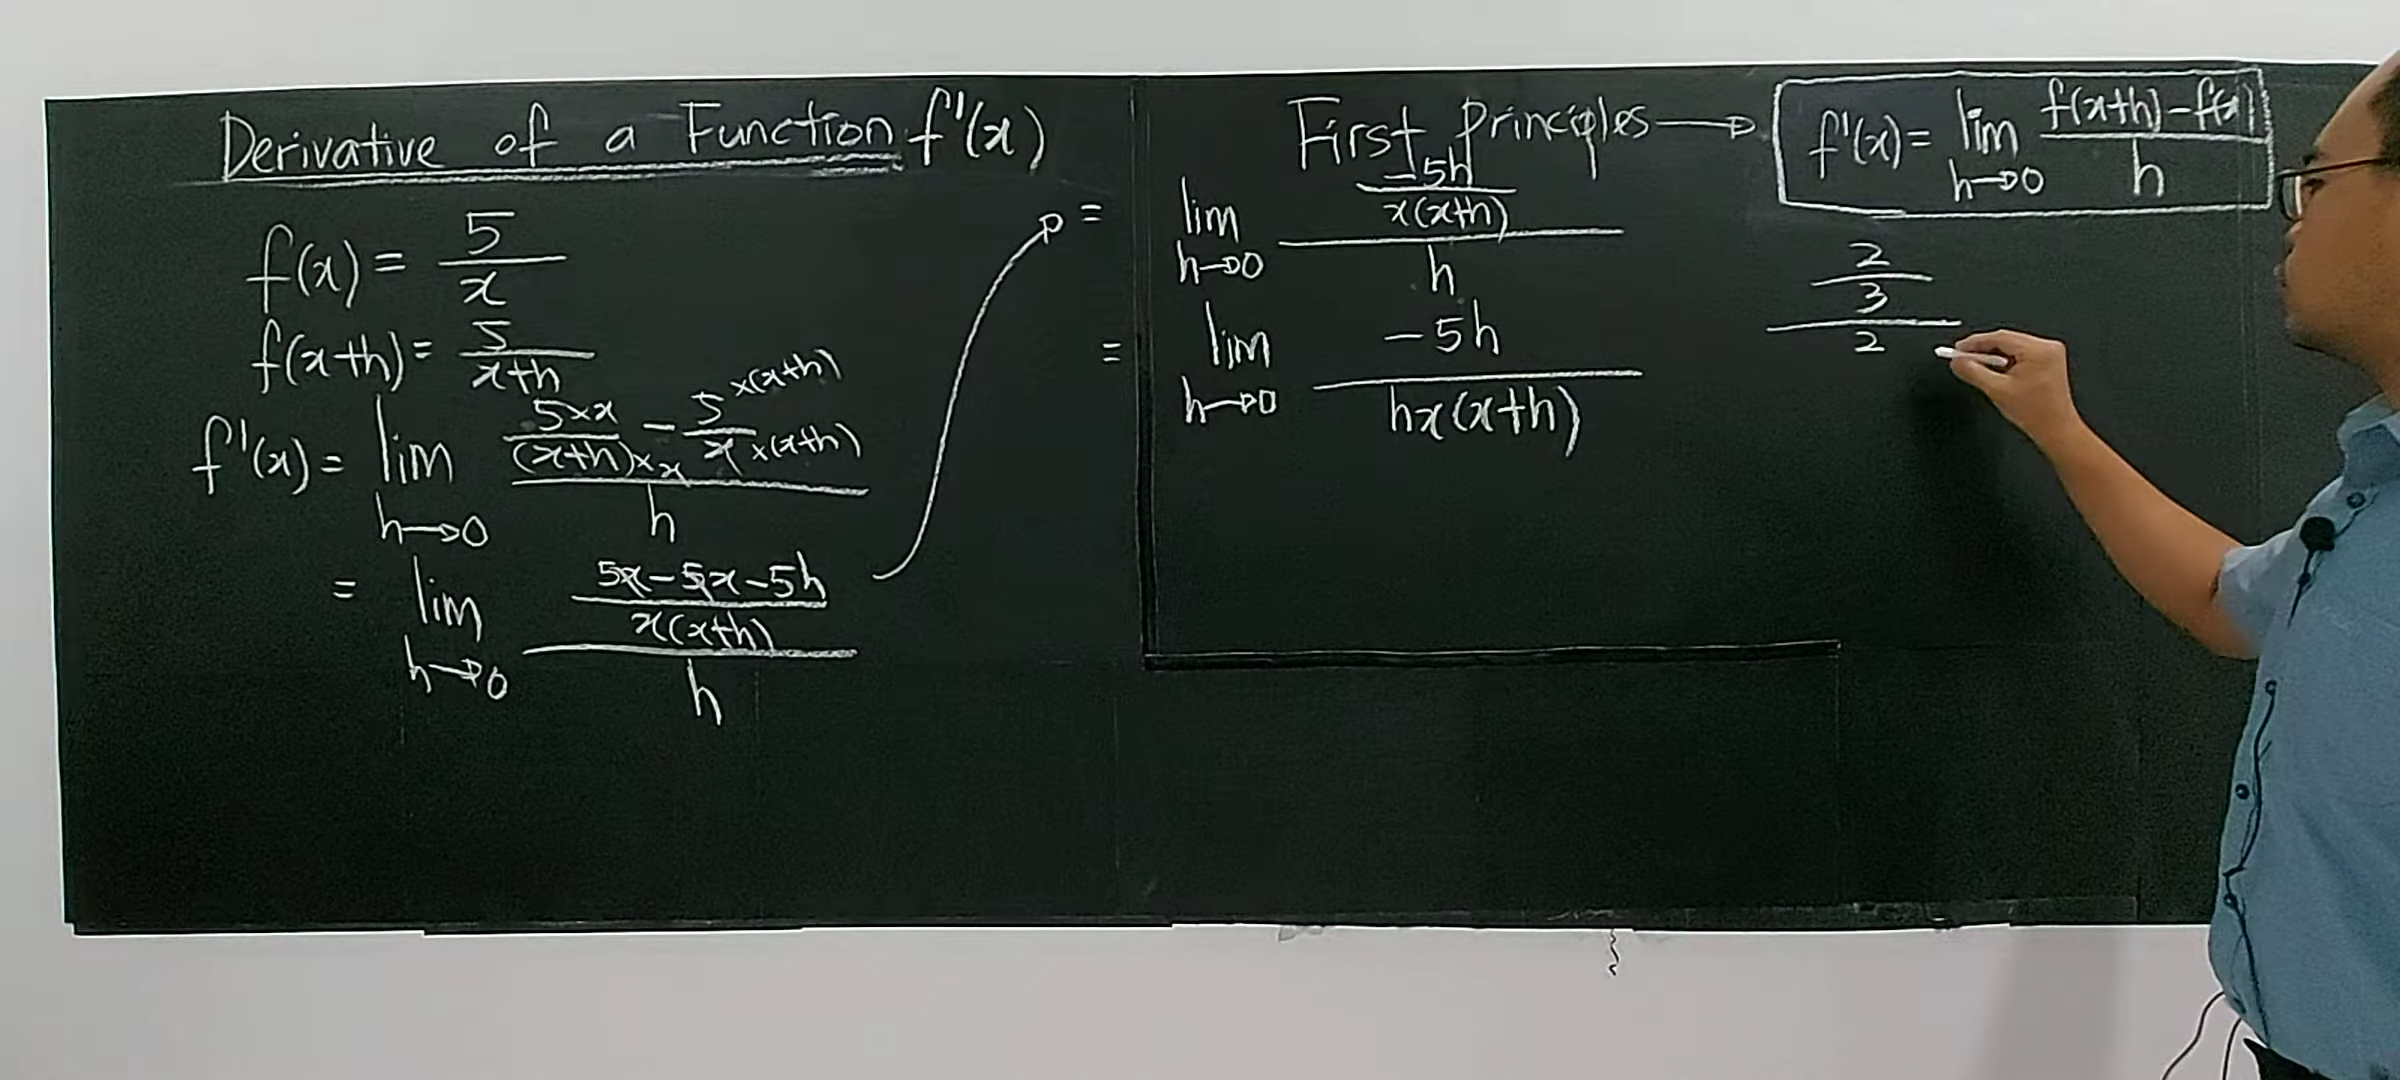 Derivative of a Function f'(x)
f(x) = 5/x
f(x+h) = 5/(x+h)
f'(x) = lim h→0 ((5×x)/((x+h)×x) − (5×(x+h))/(x×(x+h)))/h
= lim h→0 ((5x−5x−5h)/(x(x+h)))/h
First Principles → f'(x) = lim h→0 (f(x+h)−f(x))/h
= lim h→0 (−5h/(x(x+h)))/h
= lim h→0 −5h/(hx(x+h))
2
3
2